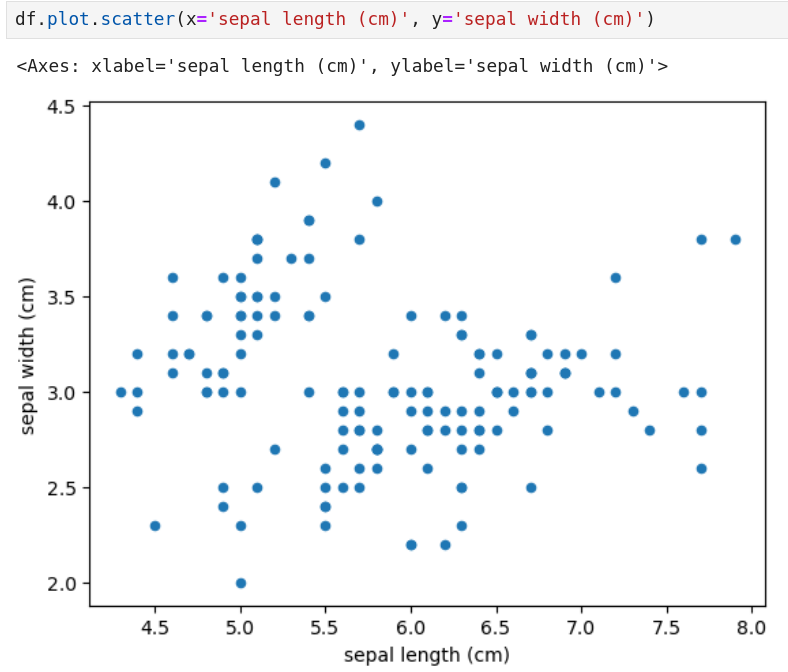 df.plot.scatter(x='sepal length (cm)', y='sepal width (cm)')
<Axes: xlabel='sepal length (cm)', ylabel='sepal width (cm)'>
4.5
4.0
3.5
3.0
2.5
2.0
sepal width (cm)
4.5 5.0 5.5 6.0 6.5 7.0 7.5 8.0
sepal length (cm)